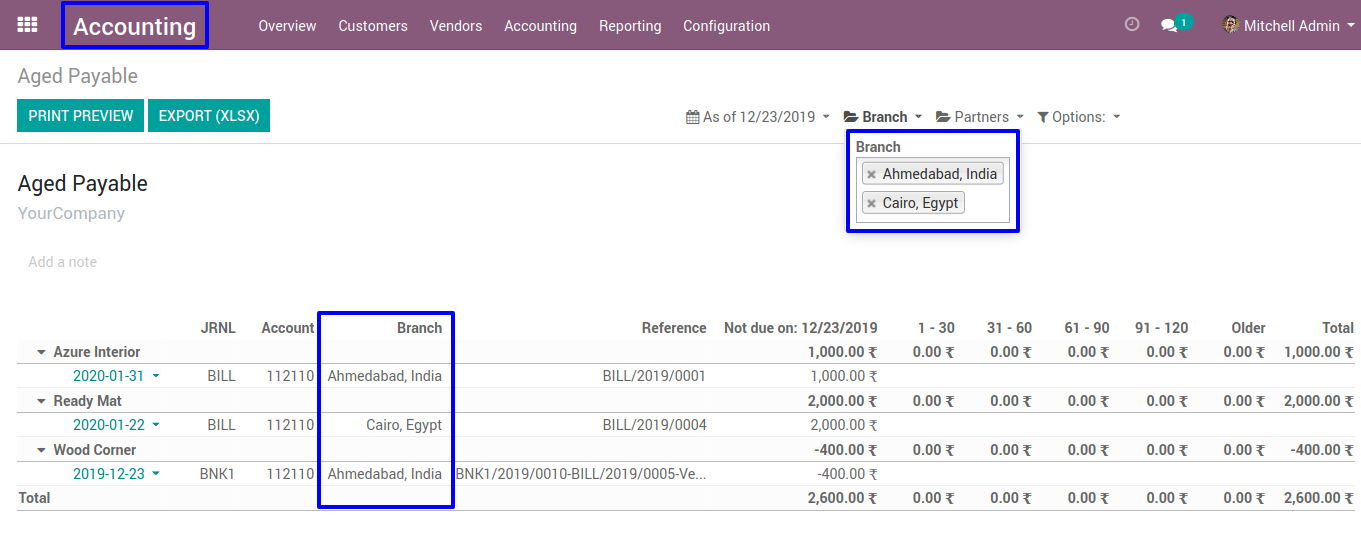 Accounting Overview Customers Vendors Accounting Reporting Configuration 1 Mitchell Admin
Aged Payable
PRINT PREVIEW EXPORT (XLSX) As of 12/23/2019 Branch Partners Options:
Branch
Ahmedabad, India
Cairo, Egypt
Aged Payable
YourCompany
Add a note
JRNL Account Branch Reference Not due on: 12/23/2019 1 - 30 31 - 60 61 - 90 91 - 120 Older Total
Azure Interior 1,000.00 ₹ 0.00 ₹ 0.00 ₹ 0.00 ₹ 0.00 ₹ 0.00 ₹ 1,000.00 ₹
2020-01-31 BILL 112110 Ahmedabad, India BILL/2019/0001 1,000.00 ₹
Ready Mat 2,000.00 ₹ 0.00 ₹ 0.00 ₹ 0.00 ₹ 0.00 ₹ 0.00 ₹ 2,000.00 ₹
2020-01-22 BILL 112110 Cairo, Egypt BILL/2019/0004 2,000.00 ₹
Wood Corner -400.00 ₹ 0.00 ₹ 0.00 ₹ 0.00 ₹ 0.00 ₹ 0.00 ₹ -400.00 ₹
2019-12-23 BNK1 112110 Ahmedabad, India BNK1/2019/0010-BILL/2019/0005-Ve... -400.00 ₹
Total 2,600.00 ₹ 0.00 ₹ 0.00 ₹ 0.00 ₹ 0.00 ₹ 0.00 ₹ 2,600.00 ₹